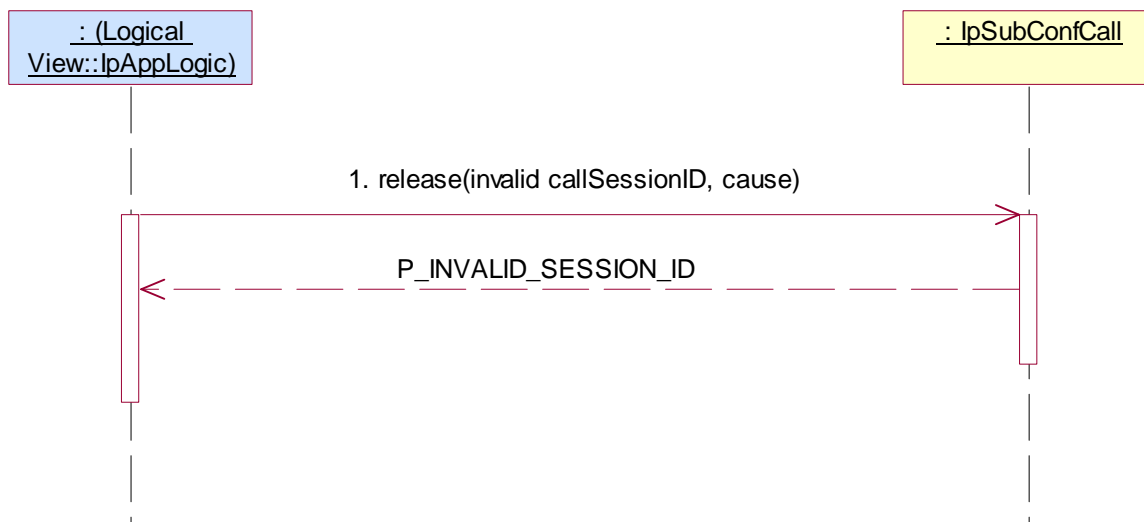 : (Logical
View::IpAppLogic)
: IpSubConfCall
1. release(invalid callSessionID, cause)
P_INVALID_SESSION_ID